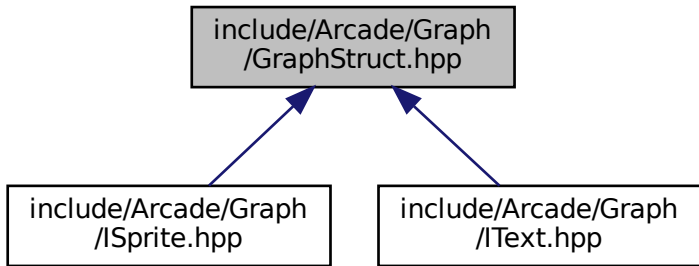 include/Arcade/Graph
/GraphStruct.hpp
include/Arcade/Graph
/ISprite.hpp
include/Arcade/Graph
/IText.hpp